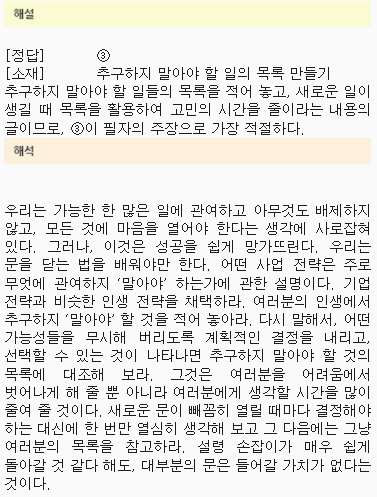 해설
[정답] ③
[소재] 추구하지 말아야 할 일의 목록 만들기
추구하지 말아야 할 일들의 목록을 적어 놓고, 새로운 일이
생길 때 목록을 활용하여 고민의 시간을 줄이라는 내용의
글이므로, ③이 필자의 주장으로 가장 적절하다.
해석
우리는 가능한 한 많은 일에 관여하고 아무것도 배제하지
않고, 모든 것에 마음을 열어야 한다는 생각에 사로잡혀
있다. 그러나, 이것은 성공을 쉽게 망가뜨린다. 우리는
문을 닫는 법을 배워야만 한다. 어떤 사업 전략은 주로
무엇에 관여하지 ‘말아야’ 하는가에 관한 설명이다. 기업
전략과 비슷한 인생 전략을 채택하라. 여러분의 인생에서
추구하지 ‘말아야’ 할 것을 적어 놓아라. 다시 말해서, 어떤
가능성들을 무시해 버리도록 계획적인 결정을 내리고,
선택할 수 있는 것이 나타나면 추구하지 말아야 할 것의
목록에 대조해 보라. 그것은 여러분을 어려움에서
벗어나게 해 줄 뿐 아니라 여러분에게 생각할 시간을 많이
줄여 줄 것이다. 새로운 문이 빼꼼히 열릴 때마다 결정해야
하는 대신에 한 번만 열심히 생각해 보고 그 다음에는 그냥
여러분의 목록을 참고하라. 설령 손잡이가 매우 쉽게
돌아갈 것 같다 해도, 대부분의 문은 들어갈 가치가 없다는
것이다.